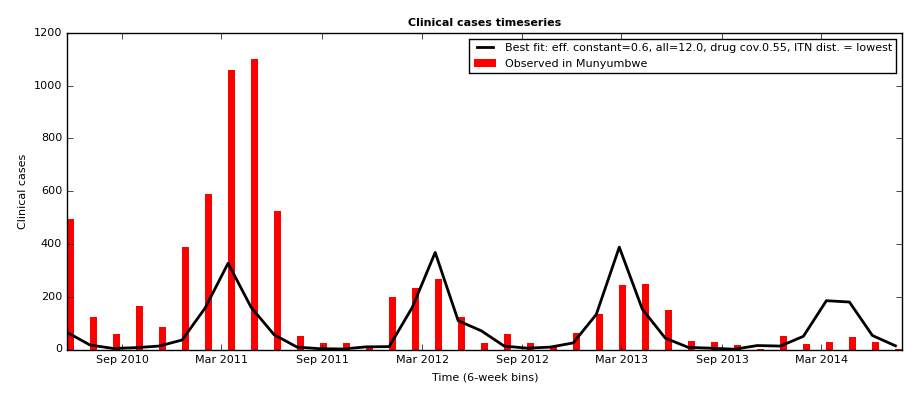 Clinical cases timeseries
1200
1000
800
600
400
200
0
Clinical cases
Best fit: eff. constant=0.6, all=12.0, drug cov.0.55, ITN dist. = lowest
Observed in Munyumbwe
Sep 2010 Mar 2011 Sep 2011 Mar 2012 Sep 2012 Mar 2013 Sep 2013 Mar 2014
Time (6-week bins)